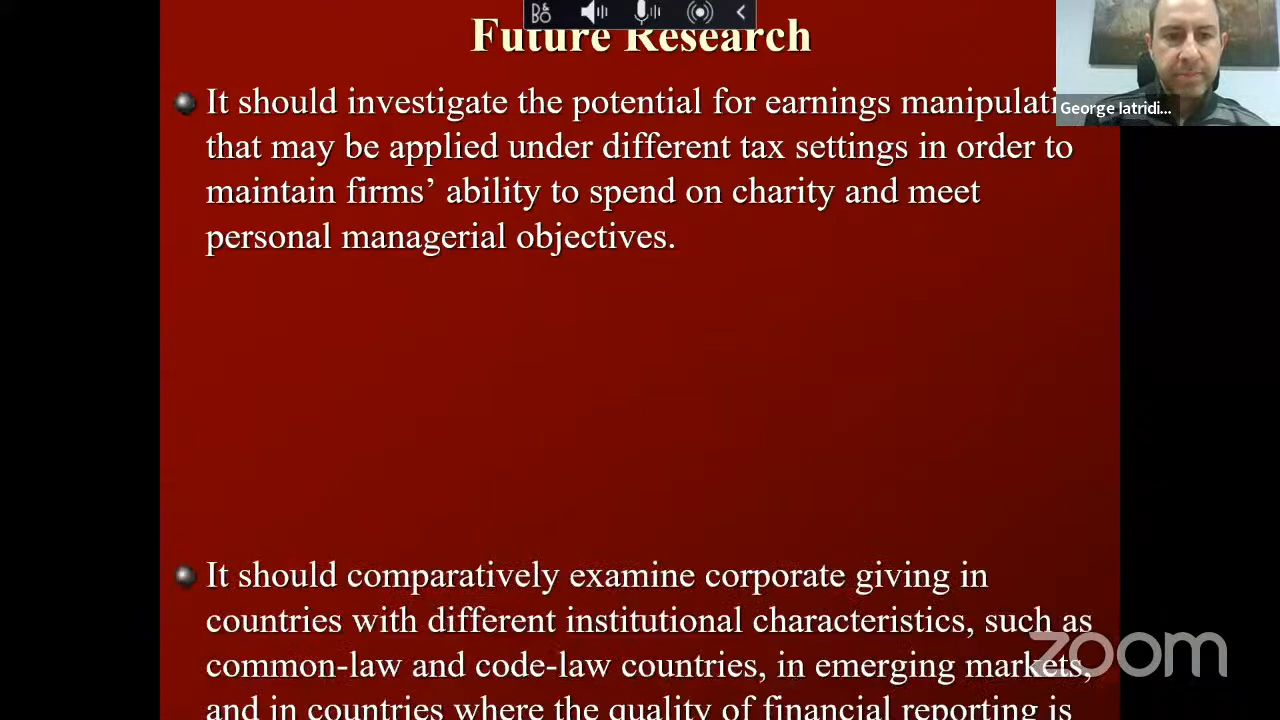 Future Research
It should investigate the potential for earnings manipulati
that may be applied under different tax settings in order to
maintain firms’ ability to spend on charity and meet
personal managerial objectives.
It should comparatively examine corporate giving in
countries with different institutional characteristics, such as
common-law and code-law countries, in emerging markets,
and in countries where the quality of financial reporting is
George Iatridi...
B&O
zoom